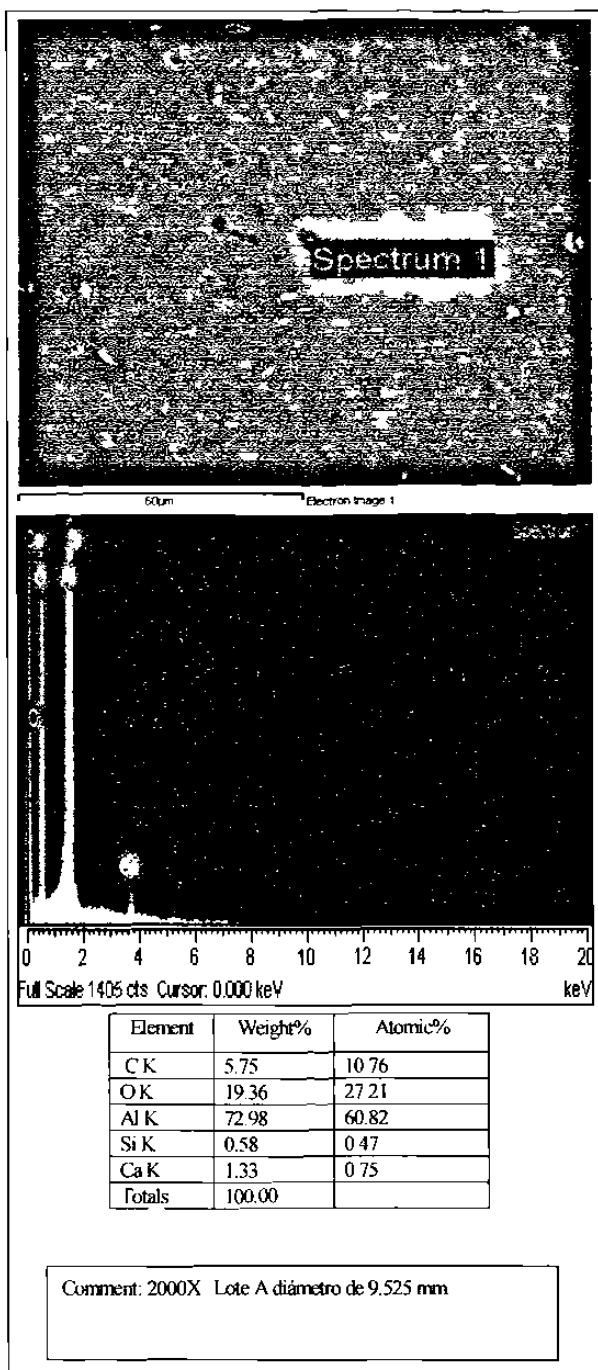 Spectrum 1
60µm Electron Image 1
Spectrum
0 2 4 6 8 10 12 14 16 18 20
Full Scale 1405 cts Cursor: 0.000 keV keV
Element Weight% Atomic%
C K 5.75 10 76
O K 19.36 27 21
Al K 72.98 60.82
Si K 0.58 0 47
Ca K 1.33 0 75
Totals 100.00
Comment: 2000X Lote A diámetro de 9.525 mm